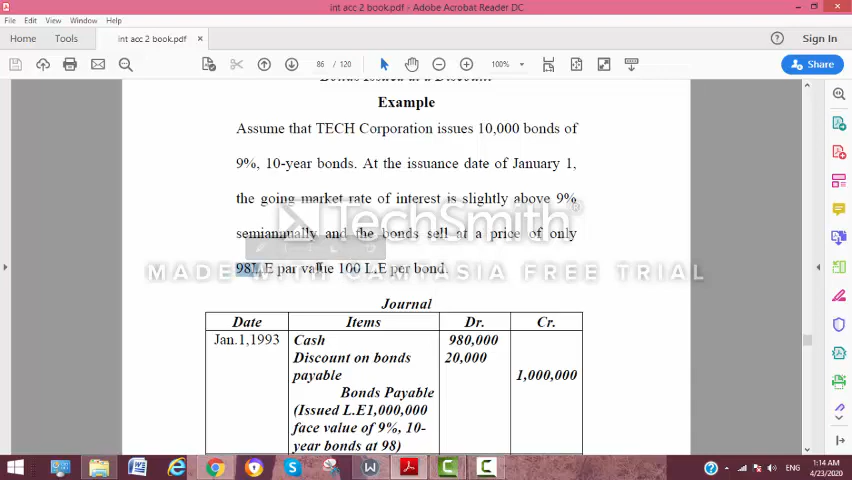 int acc 2 book.pdf - Adobe Acrobat Reader DC
File Edit View Window Help
Home Tools int acc 2 book.pdf × Sign In
86 / 120 100% Share
Bonds Issued at a Discount
Example
Assume that TECH Corporation issues 10,000 bonds of
9%, 10-year bonds. At the issuance date of January 1,
the going market rate of interest is slightly above 9%
semiannually and the bonds sell at a price of only
98L.E par value 100 L.E per bond.
TechSmith®
MADE WITH CAMTASIA FREE TRIAL
Journal
Date Items Dr. Cr.
Jan.1,1993 Cash 980,000
Discount on bonds 20,000
payable 1,000,000
Bonds Payable
(Issued L.E1,000,000
face value of 9%, 10-
year bonds at 98)
ENG 1:14 AM
4/23/2020